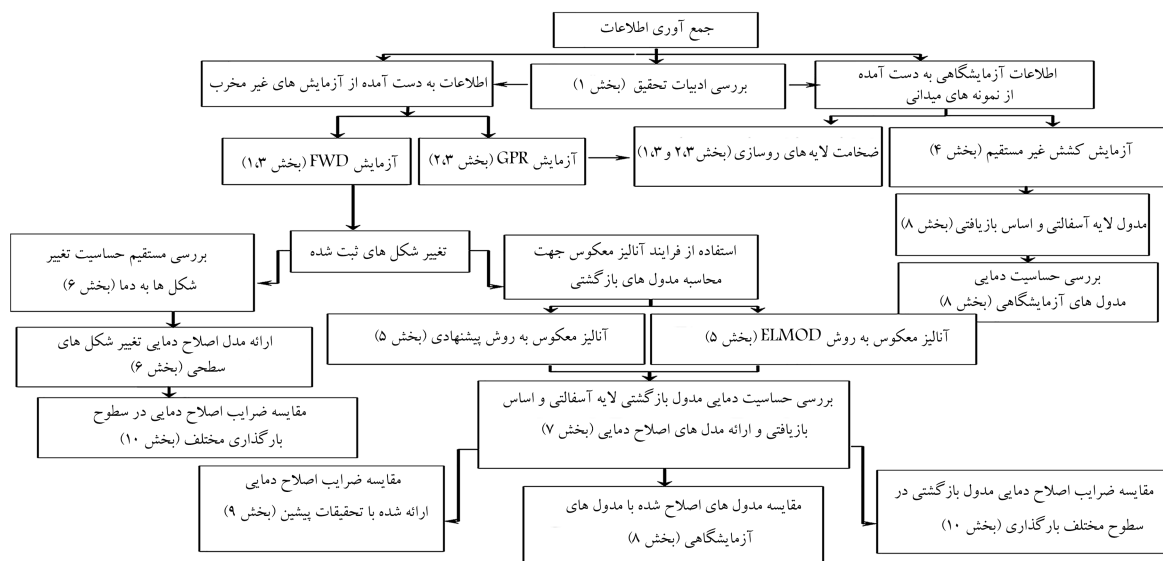 جمع آوری اطلاعات
اطلاعات آزمایشگاهی به دست آمده
از نمونه های میدانی
بررسی ادبیات تحقیق (بخش ۱)
اطلاعات به دست آمده از آزمایش های غیر مخرب
آزمایش کشش غیر مستقیم (بخش ۴)
ضخامت لایه های روسازی (بخش ۲،۳ و ۱،۳)
آزمایش GPR (بخش ۲،۳)
آزمایش FWD (بخش ۱،۳)
مدول لایه آسفالتی و اساس بازیافتی (بخش ۸)
بررسی حساسیت دمایی
مدول های آزمایشگاهی (بخش ۸)
استفاده از فرایند آنالیز معکوس جهت
محاسبه مدول های بازگشتی
تغییر شکل های ثبت شده
بررسی مستقیم حساسیت تغییر
شکل ها به دما (بخش ۶)
آنالیز معکوس به روش ELMOD (بخش ۵)
آنالیز معکوس به روش پیشنهادی (بخش ۵)
ارائه مدل اصلاح دمایی تغییر شکل های
سطحی (بخش ۶)
بررسی حساسیت دمایی مدول بازگشتی لایه آسفالتی و اساس
بازیافتی و ارائه مدل های اصلاح دمایی (بخش ۷)
مقایسه ضرایب اصلاح دمایی در سطوح
بارگذاری مختلف (بخش ۱۰)
مقایسه ضرایب اصلاح دمایی مدول بازگشتی در
سطوح مختلف بارگذاری (بخش ۱۰)
مقایسه مدول های اصلاح شده با مدول های
آزمایشگاهی (بخش ۸)
مقایسه ضرایب اصلاح دمایی
ارائه شده با تحقیقات پیشین (بخش ۹)